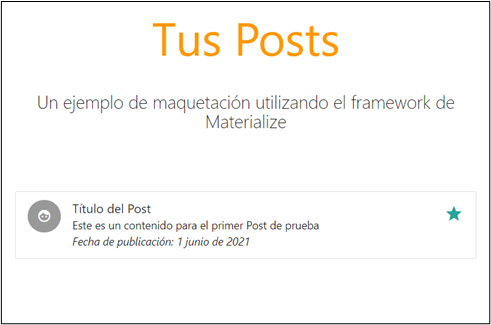 Tus Posts
Un ejemplo de maquetación utilizando el framework de
Materialize
Título del Post
Este es un contenido para el primer Post de prueba
Fecha de publicación: 1 junio de 2021